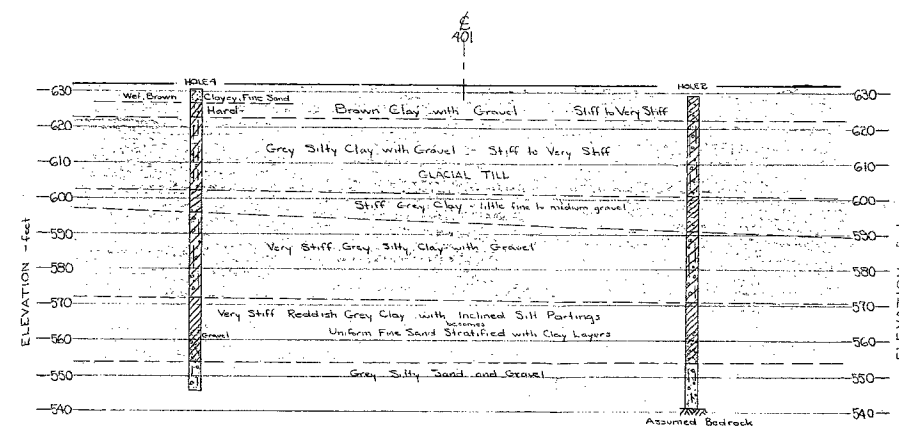 ℄
401
HOLE 4
HOLE 2
630
Wet, Brown
Clayey, Fine Sand
630
Hard
Brown Clay with Gravel
Stiff to Very Stiff
620
620
Grey Silty Clay with Gravel - Stiff to Very Stiff
610
610
GLACIAL TILL
600
Stiff Grey Clay - little fine to medium gravel
600
590
Very Stiff Grey Silty Clay with Gravel
590
580
580
570
570
Very Stiff Reddish Grey Clay with Inclined Silt Partings
becomes
Gravel
Uniform Fine Sand Stratified with Clay Layers
560
560
550
Grey Silty Sand and Gravel
550
540
540
Assumed Bedrock
ELEVATION - feet
ELEVATION